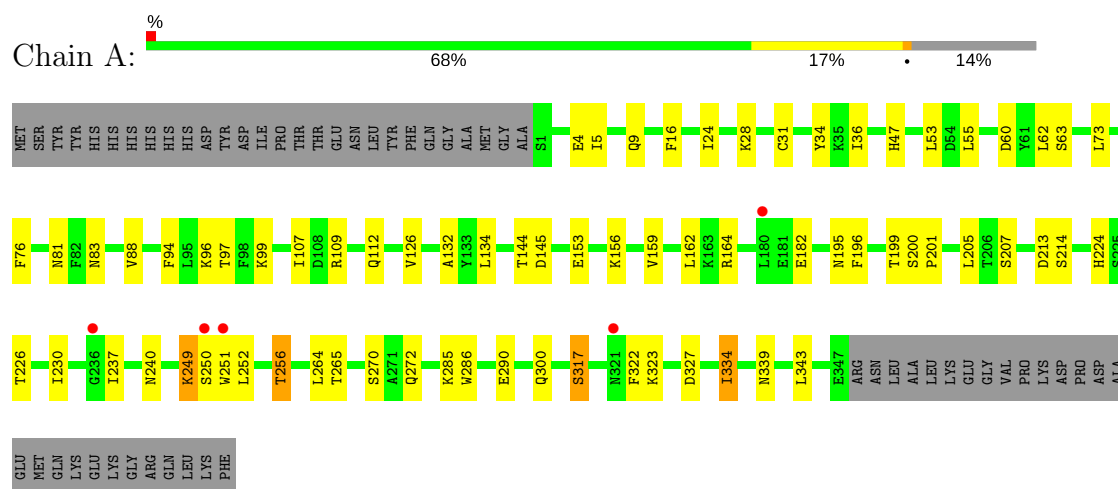 %
Chain A:
68% 17% • 14%
MET SER TYR TYR HIS HIS HIS HIS HIS HIS ASP TYR ASP ILE PRO THR THR GLU ASN LEU TYR PHE GLN GLY ALA MET GLY ALA S1 E4 I5 Q9 F16 I24 K28 C31 Y34 K35 I36 H47 L53 D54 L55 D60 Y61 L62 S63 L73
F76 N81 F82 N83 V88 F94 L95 K96 T97 F98 K99 I107 D108 R109 Q112 V126 A132 Y133 L134 T144 D145 E153 K156 V159 L162 K163 R164 L180 E181 E182 N195 F196 T199 S200 P201 L205 T206 S207 D213 S214 H224 S225
T226 I230 G236 I237 N240 K249 S250 W251 L252 T256 L264 T265 S270 A271 Q272 K285 W286 E290 Q300 S317 N321 F322 K323 D327 I334 N339 L343 E347 ARG ASN LEU ALA LEU LYS GLU GLY VAL PRO LYS ASP PRO ASP ALA
GLU MET GLN LYS GLU LYS GLY ARG GLN LEU LYS PHE